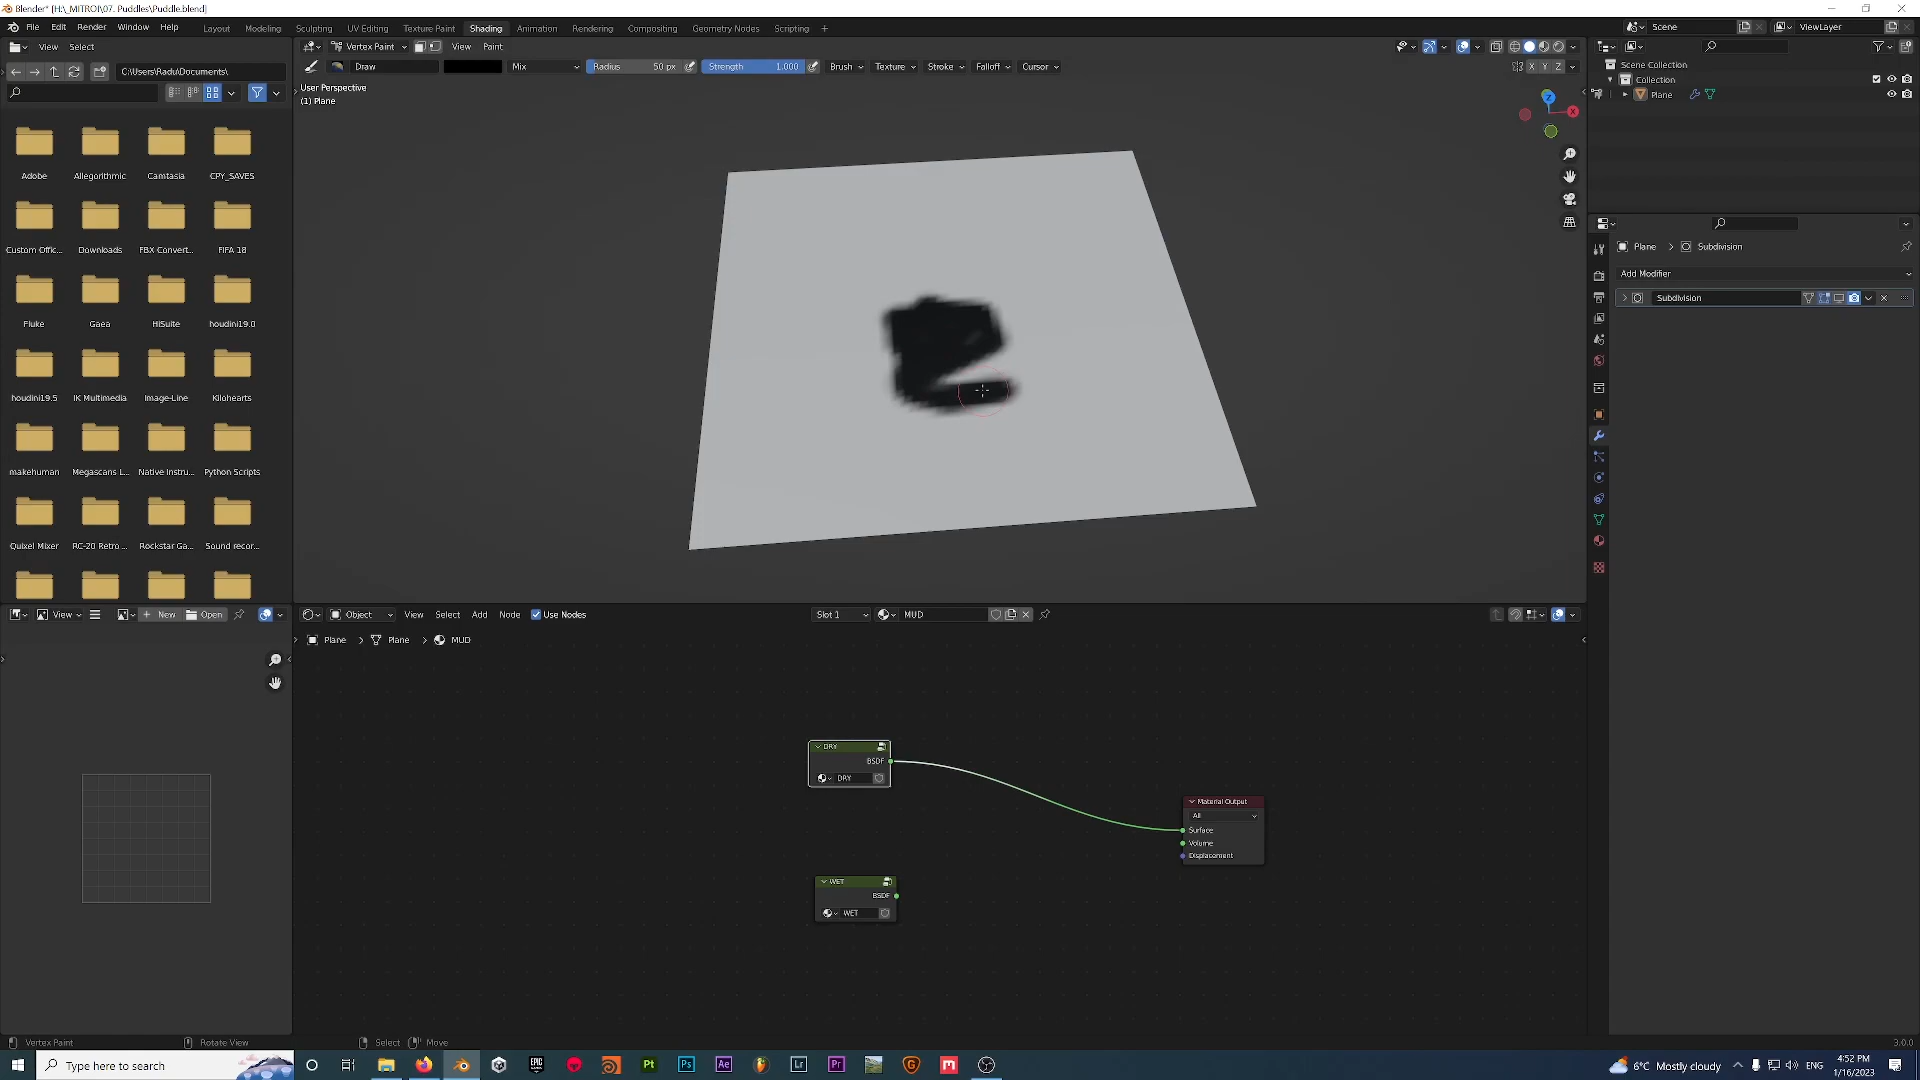 Blender* [H:\_MITROI\07. Puddles\Puddle.blend]
File Edit Render Window Help Layout Modeling Sculpting UV Editing Texture Paint Shading Animation Rendering Compositing Geometry Nodes Scripting + Scene ViewLayer
View Select
Vertex Paint View Paint
C:\Users\Radu\Documents\
Draw Mix Radius 50 px Strength 1.000 Brush Texture Stroke Falloff Cursor X Y Z
Scene Collection
Collection
Plane
User Perspective
(1) Plane
Z X
Adobe Allegorithmic Camtasia CPY_SAVES
Custom Offic... Downloads FBX Convert... FIFA 18
Fluke Gaea HiSuite houdini19.0
houdini19.5 IK Multimedia Image-Line Kilohearts
makehuman Megascans L... Native Instru... Python Scripts
Quixel Mixer RC-20 Retro... Rockstar Ga... Sound recor...
Plane > Subdivision
Add Modifier
Subdivision
View New Open
Object View Select Add Node Use Nodes Slot 1 MUD
Plane > Plane > MUD
DRY
BSDF
DRY
WET
BSDF
WET
Material Output
All
Surface
Volume
Displacement
Vertex Paint Rotate View Select Move 3.0.0
Type here to search Pt Ps Ae Lr Pr 6°C Mostly cloudy ENG 4:52 PM
1/16/2023